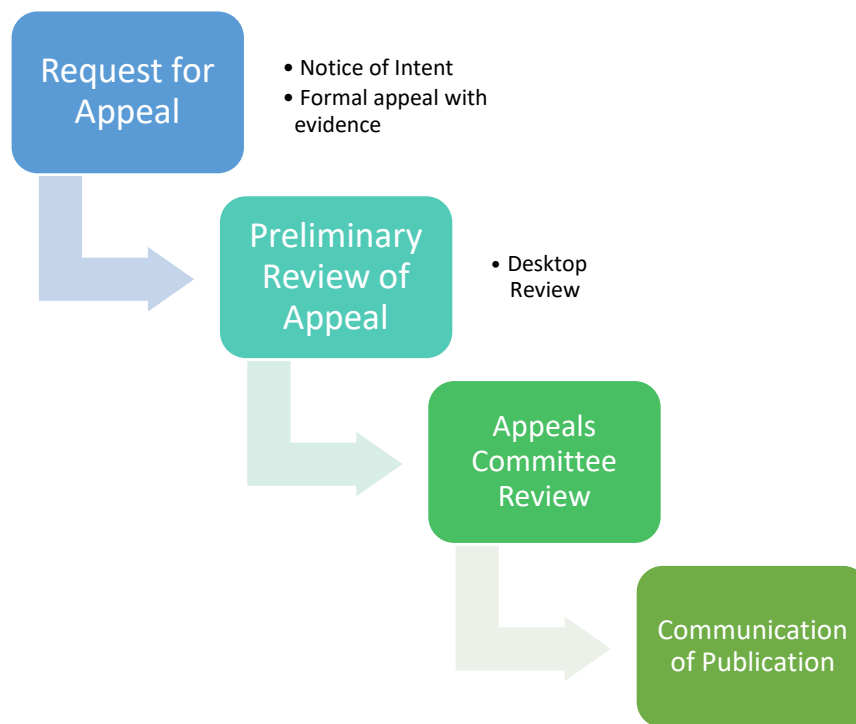 Request for
Appeal
• Notice of Intent
• Formal appeal with
evidence
Preliminary
Review of
Appeal
• Desktop
Review
Appeals
Committee
Review
Communication
of Publication